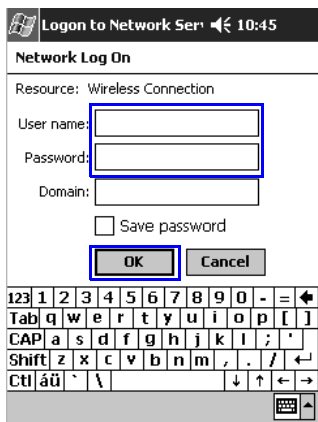 Logon to Network Ser 10:45
Network Log On
Resource: Wireless Connection
User name:
Password:
Domain:
Save password
OK Cancel
123 1 2 3 4 5 6 7 8 9 0 - =
Tab q w e r t y u i o p [ ]
CAP a s d f g h j k l ; '
Shift z x c v b n m , . /
Ctl áü ` \